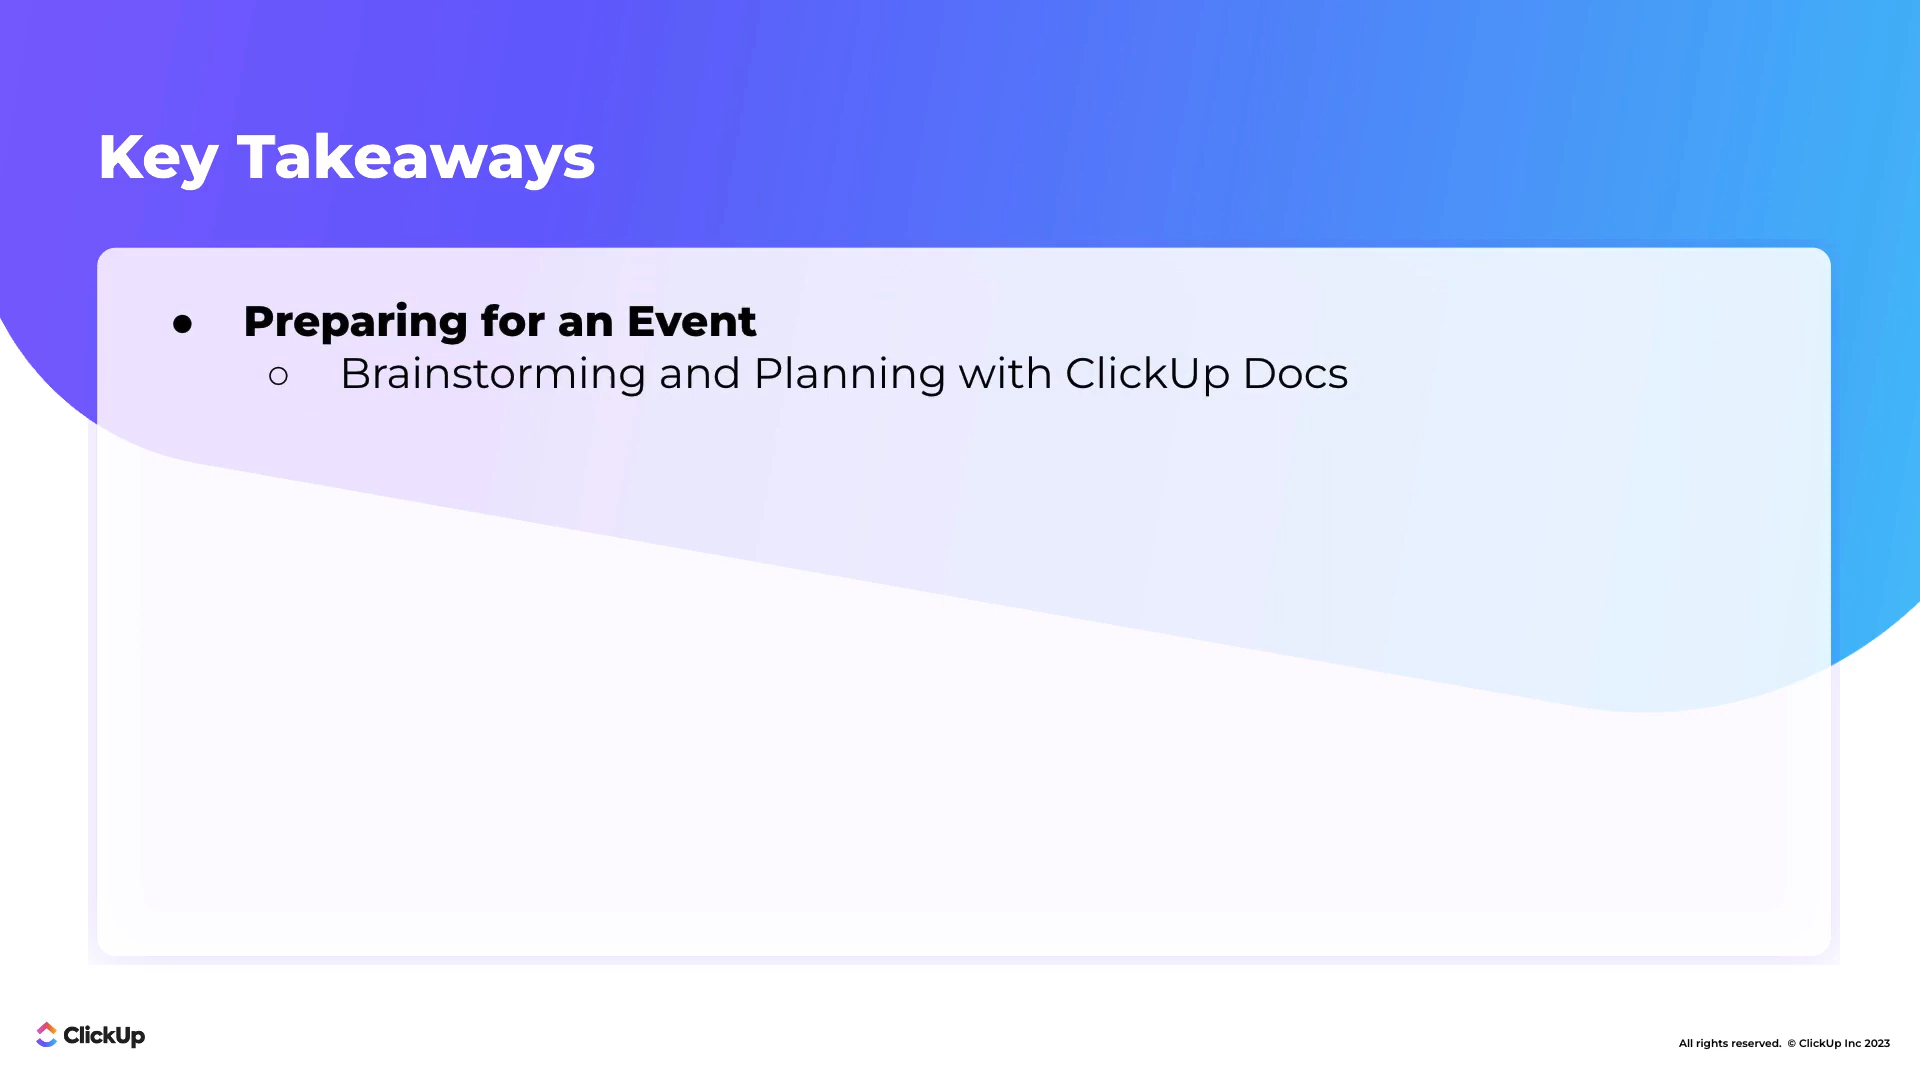 Key Takeaways
● Preparing for an Event
○ Brainstorming and Planning with ClickUp Docs
ClickUp
All rights reserved. © ClickUp Inc 2023